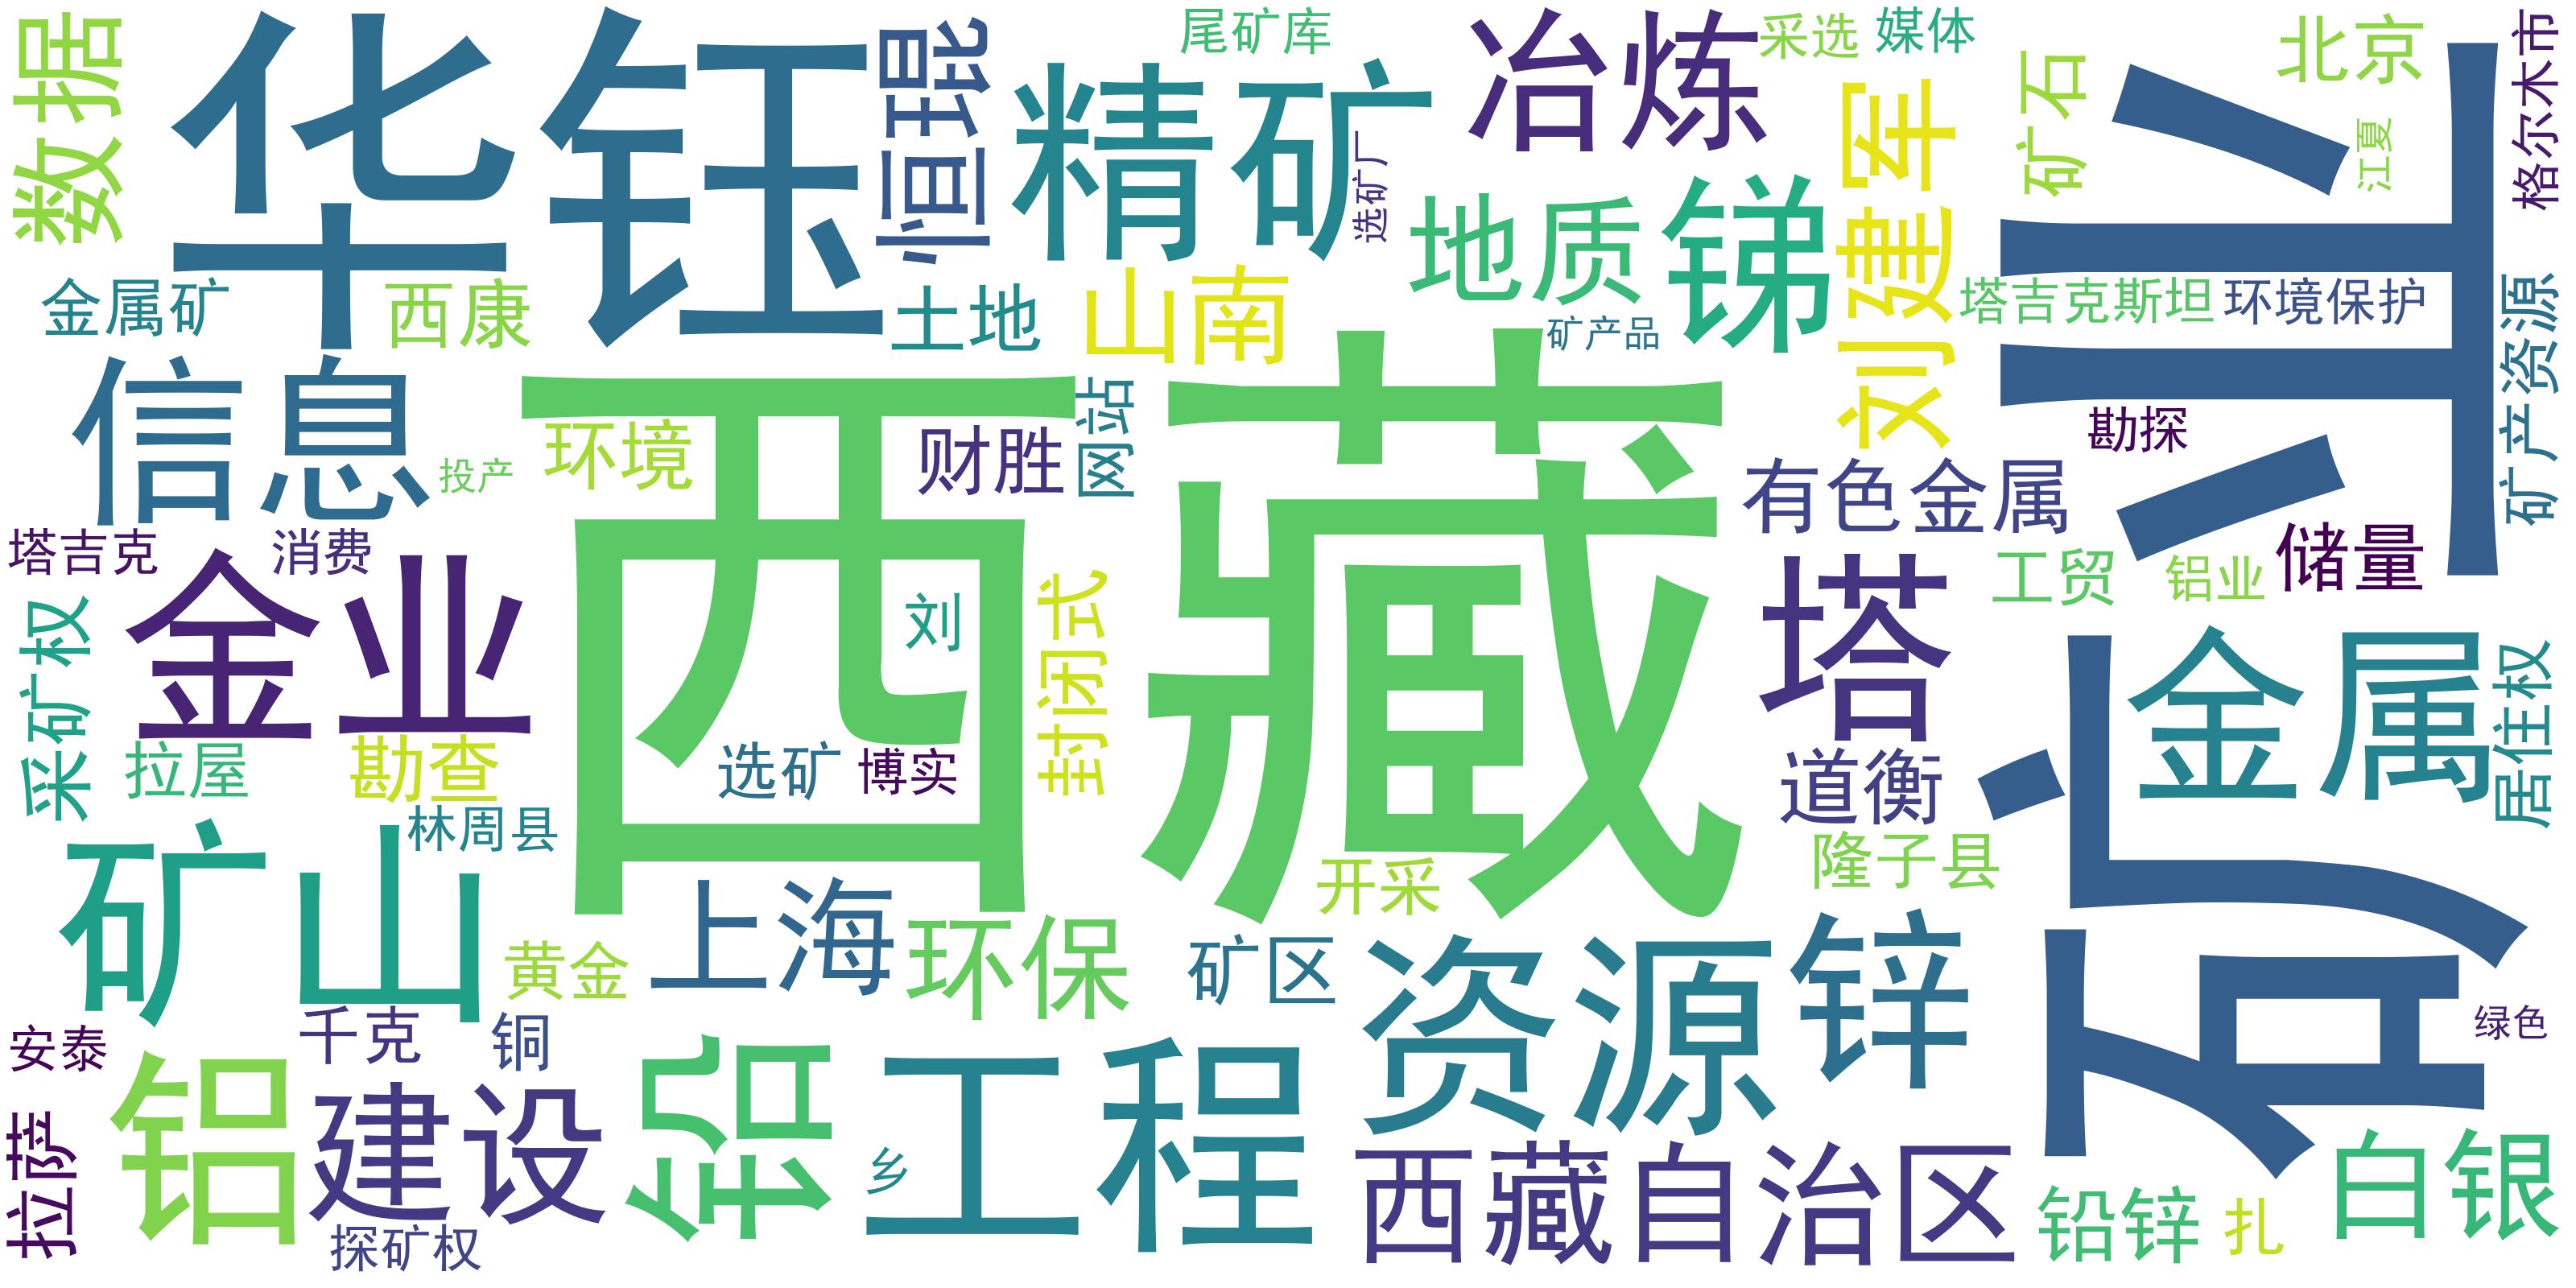 数据
华钰
恒琨
精矿
尾矿库
冶炼
采选
媒体
矿石
北京
江夏
格尔木市
矿业
选矿厂
地质
锑
刘建军
金属矿
西康
土地
山南
矿产品
塔吉克斯坦
环境保护
矿产资源
信息
西藏
网站
环境
财胜
投产
勘探
有色金属
塔吉克
消费
金业
刘
封闭式
塔
工贸
铝业
储量
采矿权
金属
居住权
拉屋
勘查
选矿
博实
道衡
林周县
矿山
上海
环保
开采
隆子县
黄金
矿区
资源
锌
安泰
千克
铜
绿色
铝
建设
铅
工程
乡
西藏自治区
白银
拉萨
探矿权
铅锌
扎